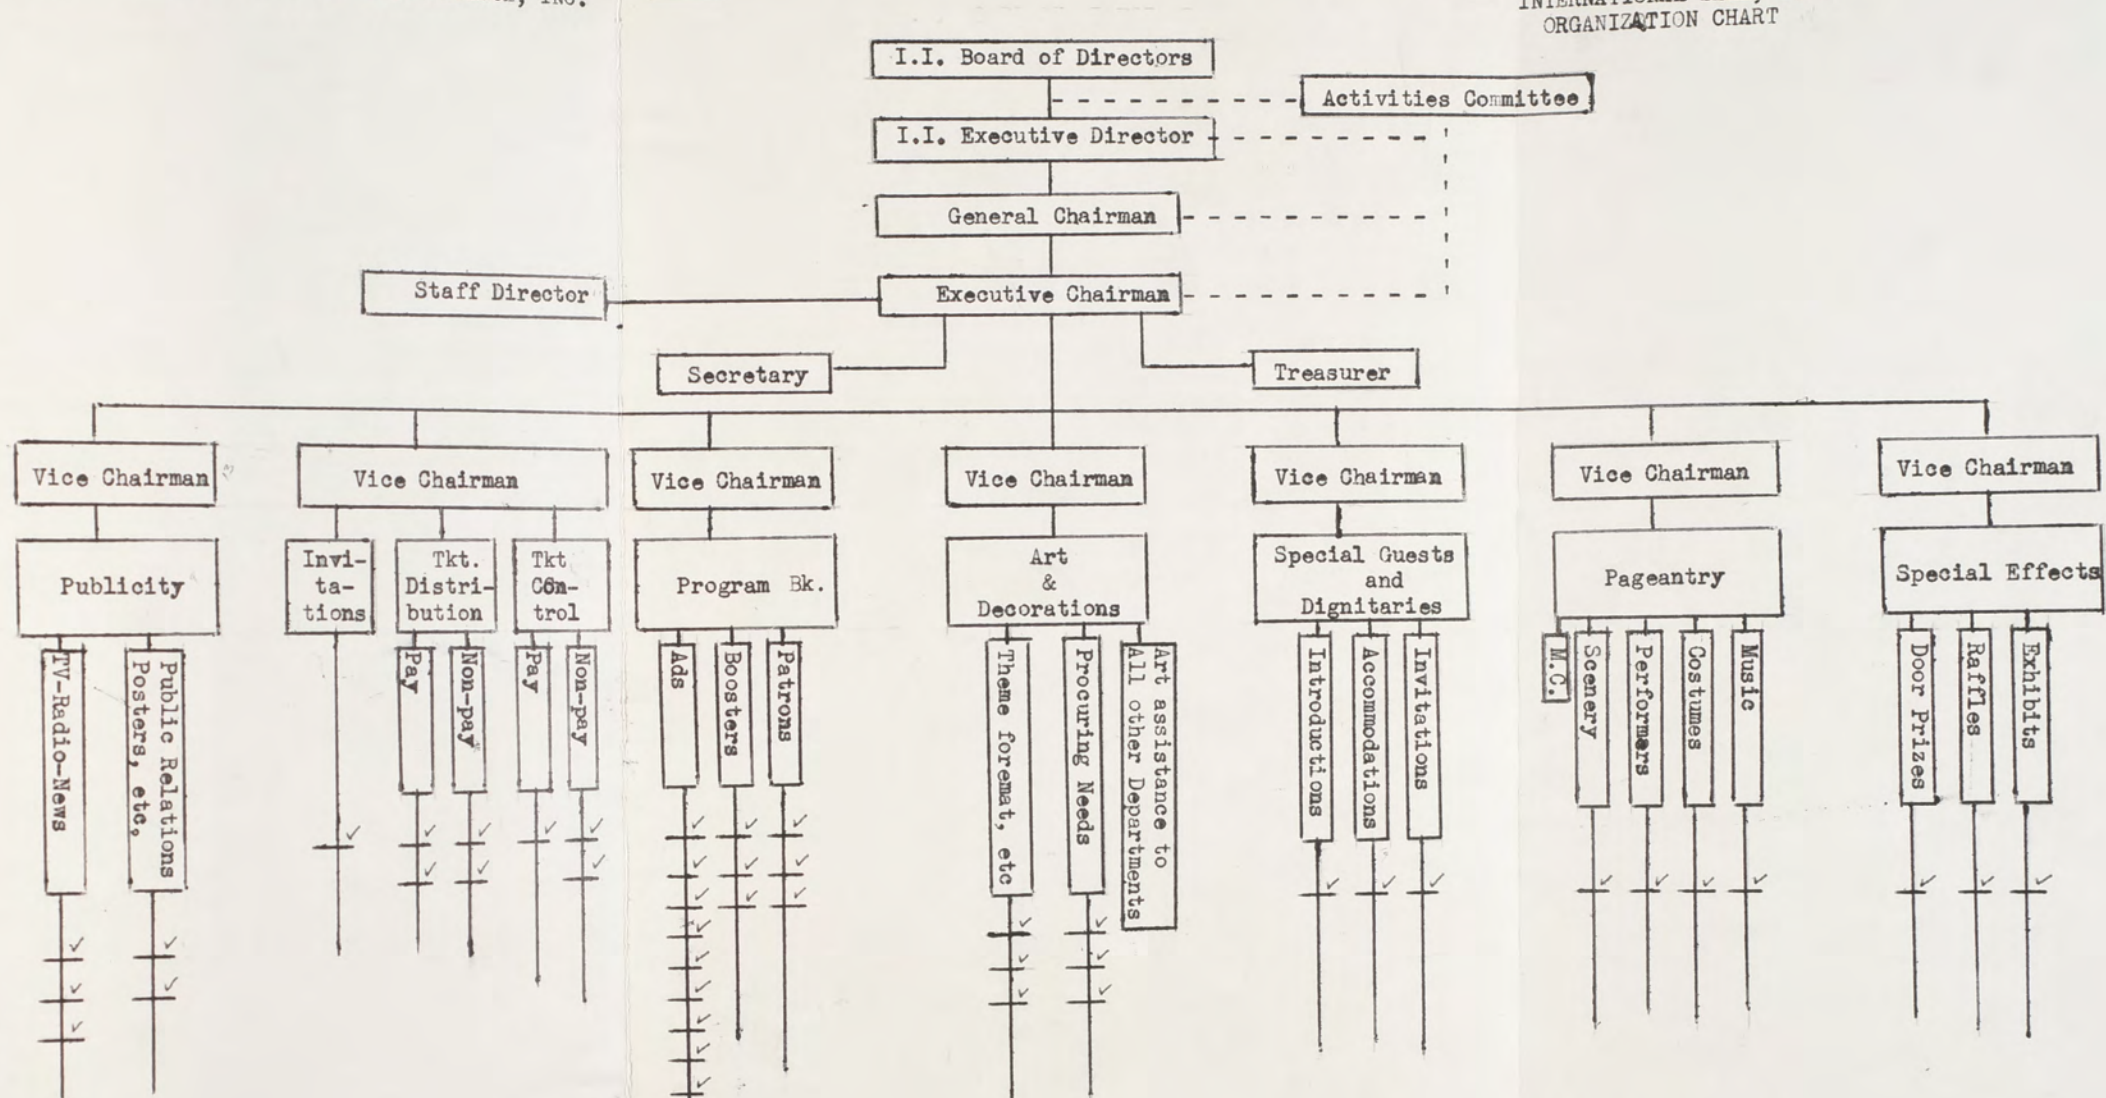 INC.
ORGANIZATION CHART
I.I. Board of Directors
Activities Committee
I.I. Executive Director
General Chairman
Staff Director
Executive Chairman
Secretary
Treasurer
Vice Chairman
Vice Chairman
Vice Chairman
Vice Chairman
Vice Chairman
Vice Chairman
Vice Chairman
Publicity
Invi-
ta-
tions
Tkt.
Distri-
bution
Tkt
Con-
trol
Program Bk.
Art
&
Decorations
Special Guests
and
Dignitaries
Pageantry
Special Effects
TV-Radio-News
Public Relations
Posters, etc,
Pay
Non-pay
Pay
Non-pay
Ads
Boosters
Patrons
Theme foremat, etc
Procuring Needs
Art assistance to
All other Departments
Introductions
Accommodations
Invitations
M.C.
Scenery
Performers
Costumes
Music
Door Prizes
Raffles
Exhibits